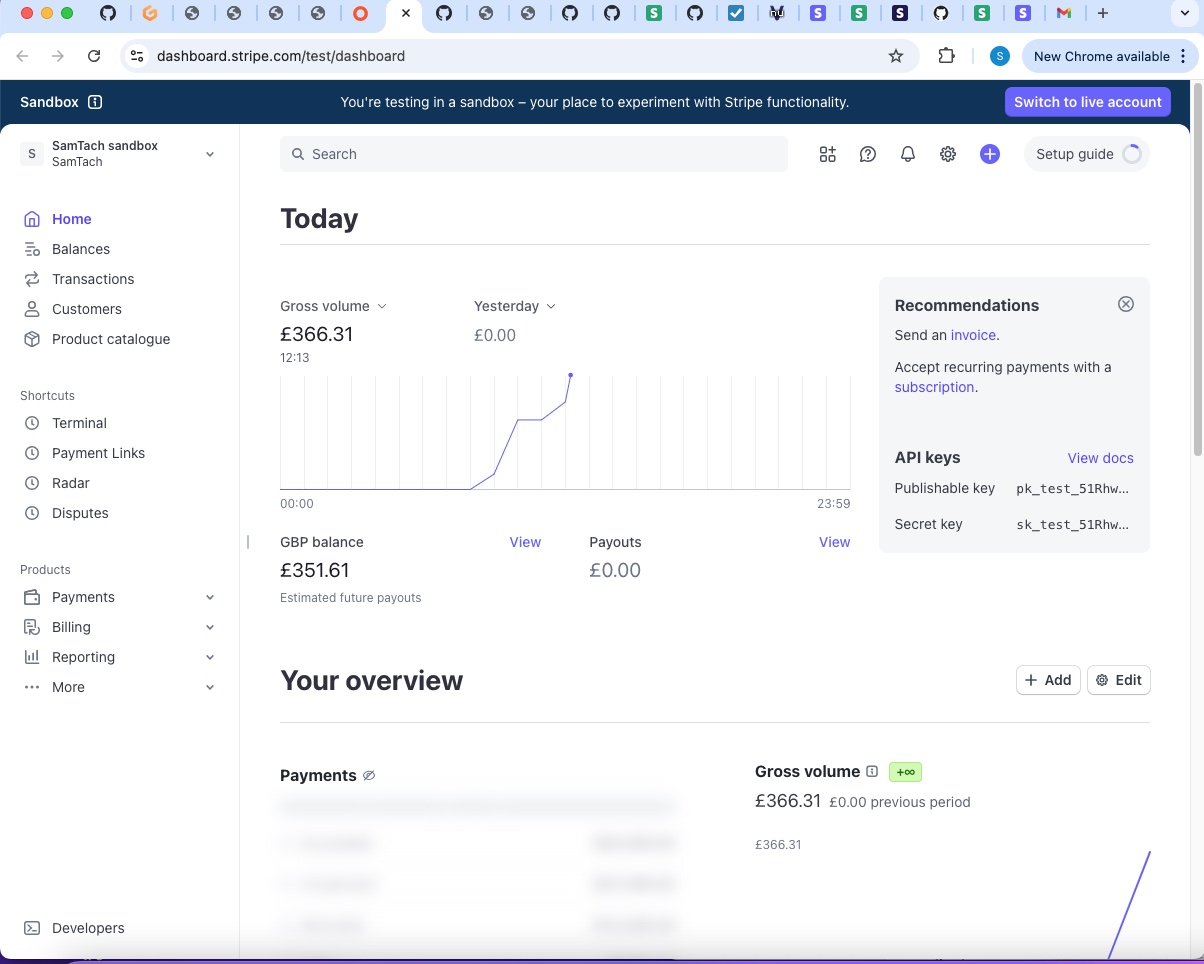 dashboard.stripe.com/test/dashboard
S
New Chrome available
Sandbox
You're testing in a sandbox – your place to experiment with Stripe functionality.
Switch to live account
S
SamTach sandbox
SamTach
Search
Setup guide
Home
Balances
Transactions
Customers
Product catalogue
Shortcuts
Terminal
Payment Links
Radar
Disputes
Products
Payments
Billing
Reporting
More
Developers
Today
Gross volume
£366.31
12:13
Yesterday
£0.00
00:00
23:59
GBP balance
View
£351.61
Estimated future payouts
Payouts
View
£0.00
Recommendations
Send an invoice.
Accept recurring payments with a
subscription.
API keys
View docs
Publishable key
pk_test_51Rhw…
Secret key
sk_test_51Rhw…
Your overview
Add
Edit
Payments
Gross volume
+∞
£366.31
£0.00 previous period
£366.31